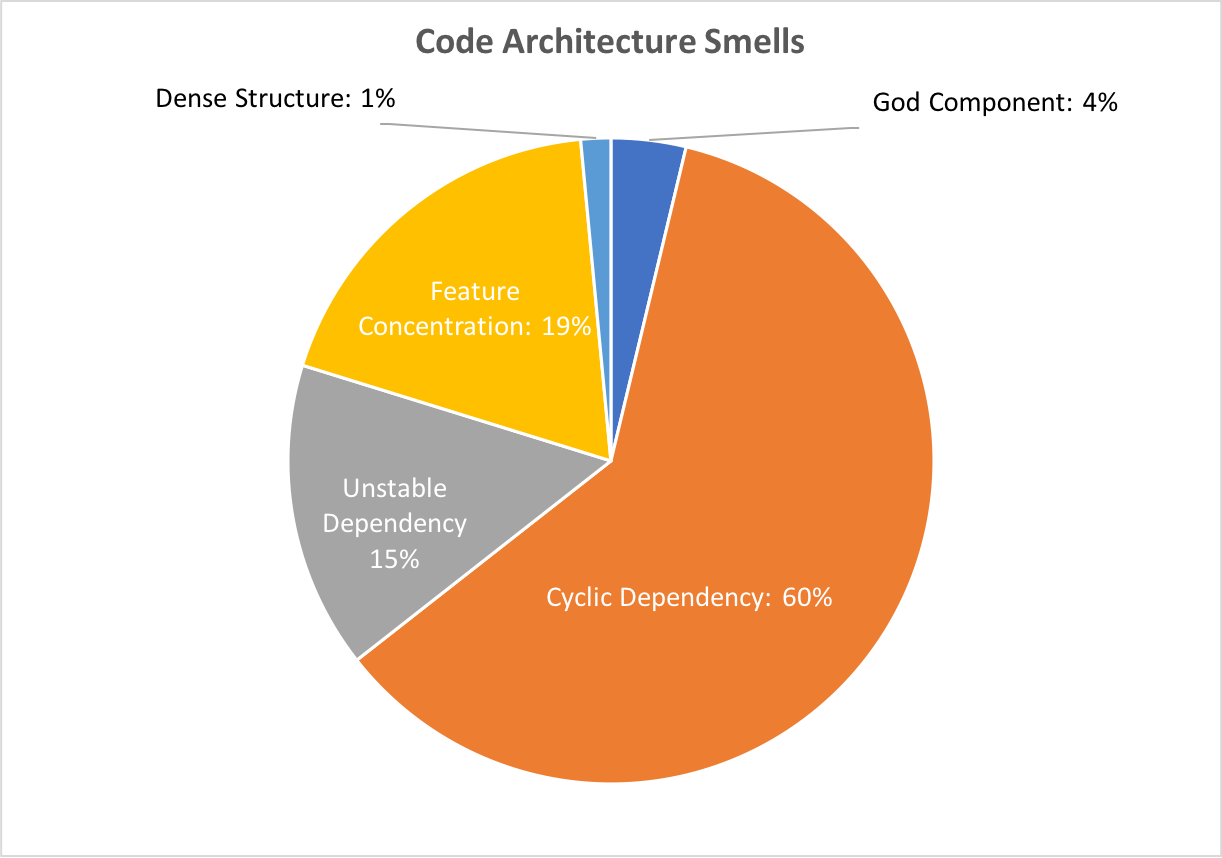 Code Architecture Smells
Dense Structure: 1%
God Component: 4%
Feature
Concentration: 19%
Unstable
Dependency
15%
Cyclic Dependency: 60%